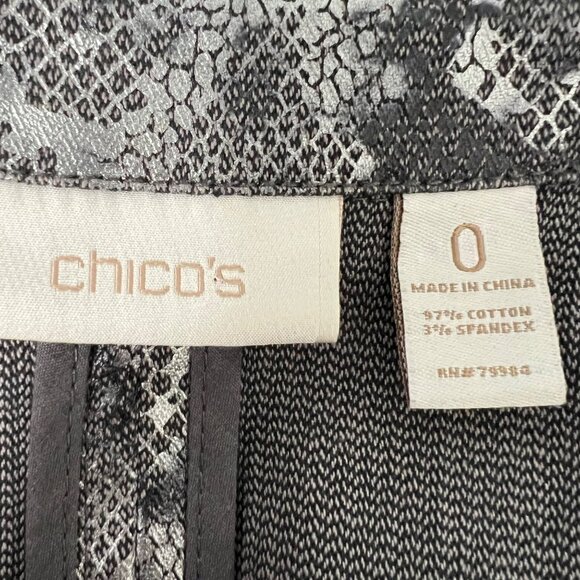 chico's
0
MADE IN CHINA
97% COTTON
3% SPANDEX
RN#79984